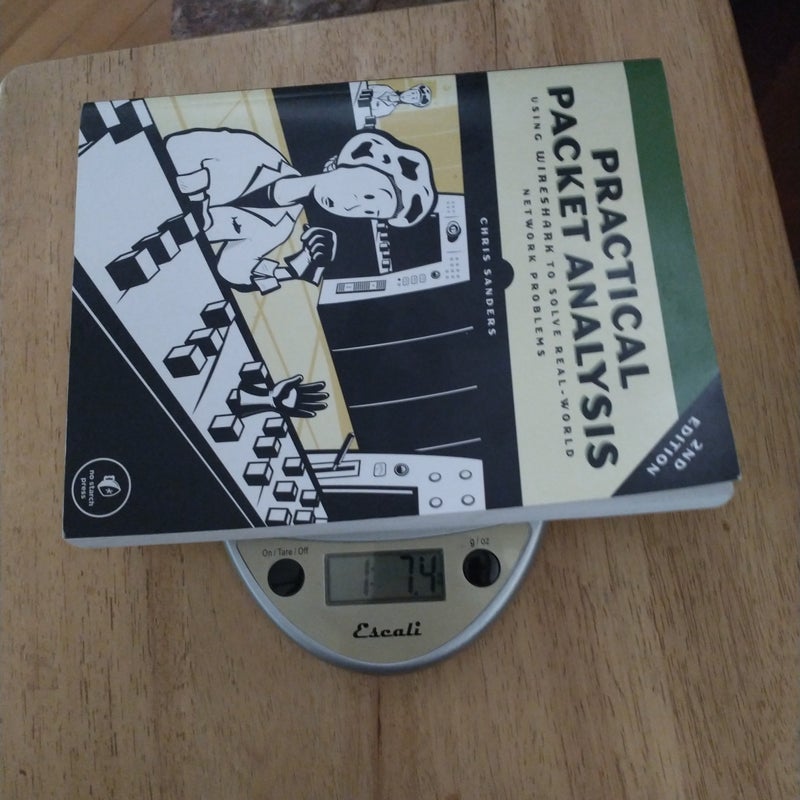 PRACTICAL
PACKET ANALYSIS
USING WIRESHARK TO SOLVE REAL-WORLD
NETWORK PROBLEMS
CHRIS SANDERS
2ND
EDITION
no starch
press
On / Tare / Off
g / oz
1 7.4
Escali